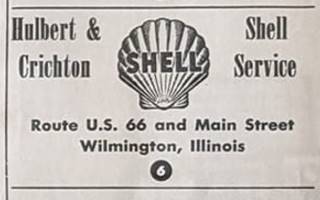 Hulbert & Crichton
SHELL
Shell Service
Route U.S. 66 and Main Street
Wilmington, Illinois
6